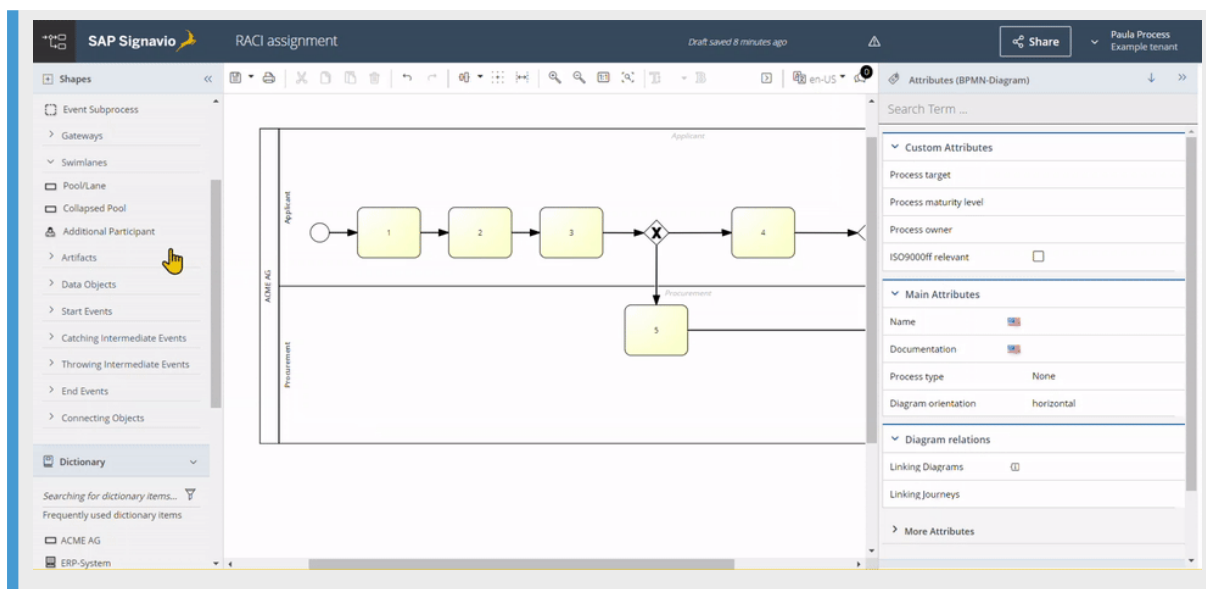 SAP Signavio
RACI assignment
Draft saved 8 minutes ago
Share
Paula Process
Example tenant
Shapes
en-US
0
Attributes (BPMN-Diagram)
Event Subprocess
Gateways
Swimlanes
Pool/Lane
Collapsed Pool
Additional Participant
Artifacts
Data Objects
Start Events
Catching Intermediate Events
Throwing Intermediate Events
End Events
Connecting Objects
Dictionary
Searching for dictionary items...
Frequently used dictionary items
ACME AG
ERP-System
Applicant
Applicant
1
2
3
X
4
ACME AG
Procurement
5
Procurement
Search Term ...
Custom Attributes
Process target
Process maturity level
Process owner
ISO9000ff relevant
Main Attributes
Name
Documentation
Process type None
Diagram orientation horizontal
Diagram relations
Linking Diagrams
Linking Journeys
More Attributes